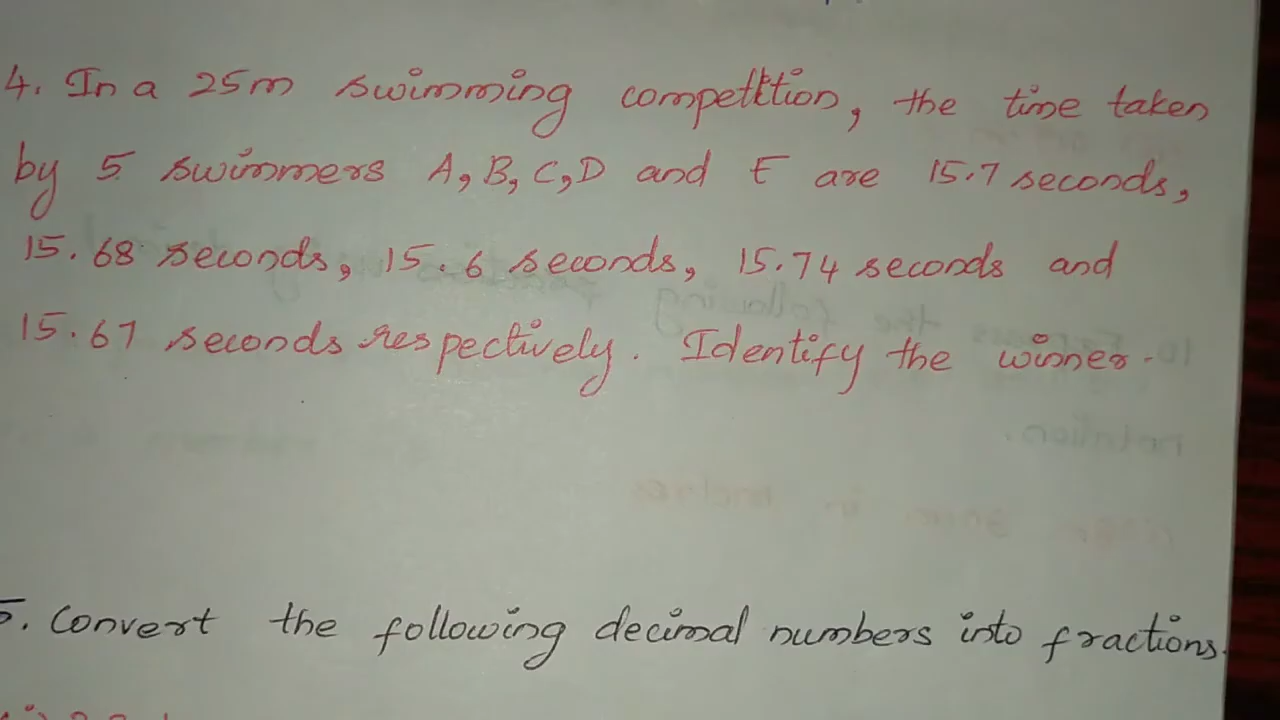 4. In a 25m swimming competition, the time taken
by 5 swimmers A, B, C, D and E are 15.7 seconds,
15.68 seconds, 15.6 seconds, 15.74 seconds and
15.67 seconds respectively. Identify the winner.
5. Convert the following decimal numbers into fractions.